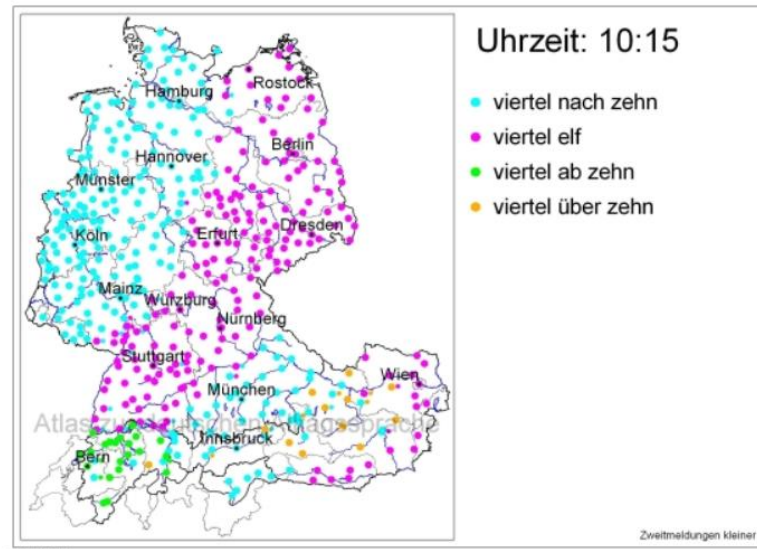 Uhrzeit: 10:15
viertel nach zehn
viertel elf
viertel ab zehn
viertel über zehn
Rostock
Hamburg
Berlin
Hannover
Münster
Dresden
Köln
Erfurt
Mainz
Würzburg
Nürnberg
Stuttgart
Wien
München
Atlas zur deutschen Alltagssprache
Innsbruck
Bern
Zweitmeldungen kleiner